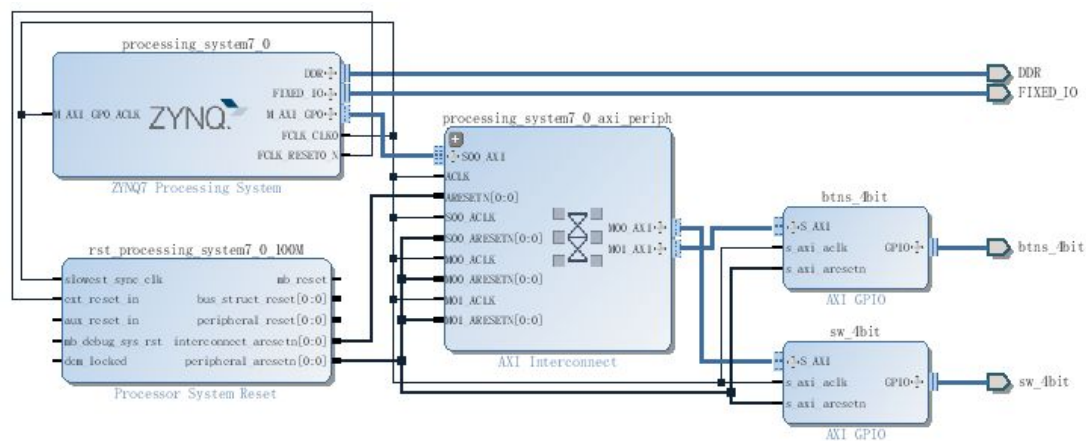 processing_system7_0
DDR
FIXED_IO
M_AXI_GP0_ACLK
ZYNQ
M_AXI_GP0
FCLK_CLK0
FCLK_RESET0_N
ZYNQ7 Processing System
DDR
FIXED_IO
processing_system7_0_axi_periph
S00_AXI
ACLK
ARESETN[0:0]
S00_ACLK
S00_ARESETN[0:0]
M00_ACLK
M00_ARESETN[0:0]
M01_ACLK
M01_ARESETN[0:0]
M00_AXI
M01_AXI
AXI Interconnect
rst_processing_system7_0_100M
slowest_sync_clk
ext_reset_in
aux_reset_in
mb_debug_sys_rst
dcm_locked
mb_reset
bus_struct_reset[0:0]
peripheral_reset[0:0]
interconnect_aresetn[0:0]
peripheral_aresetn[0:0]
Processor System Reset
btns_4bit
S_AXI
s_axi_aclk
s_axi_aresetn
GPIO
AXI GPIO
btns_4bit
sw_4bit
S_AXI
s_axi_aclk
s_axi_aresetn
GPIO
AXI GPIO
sw_4bit